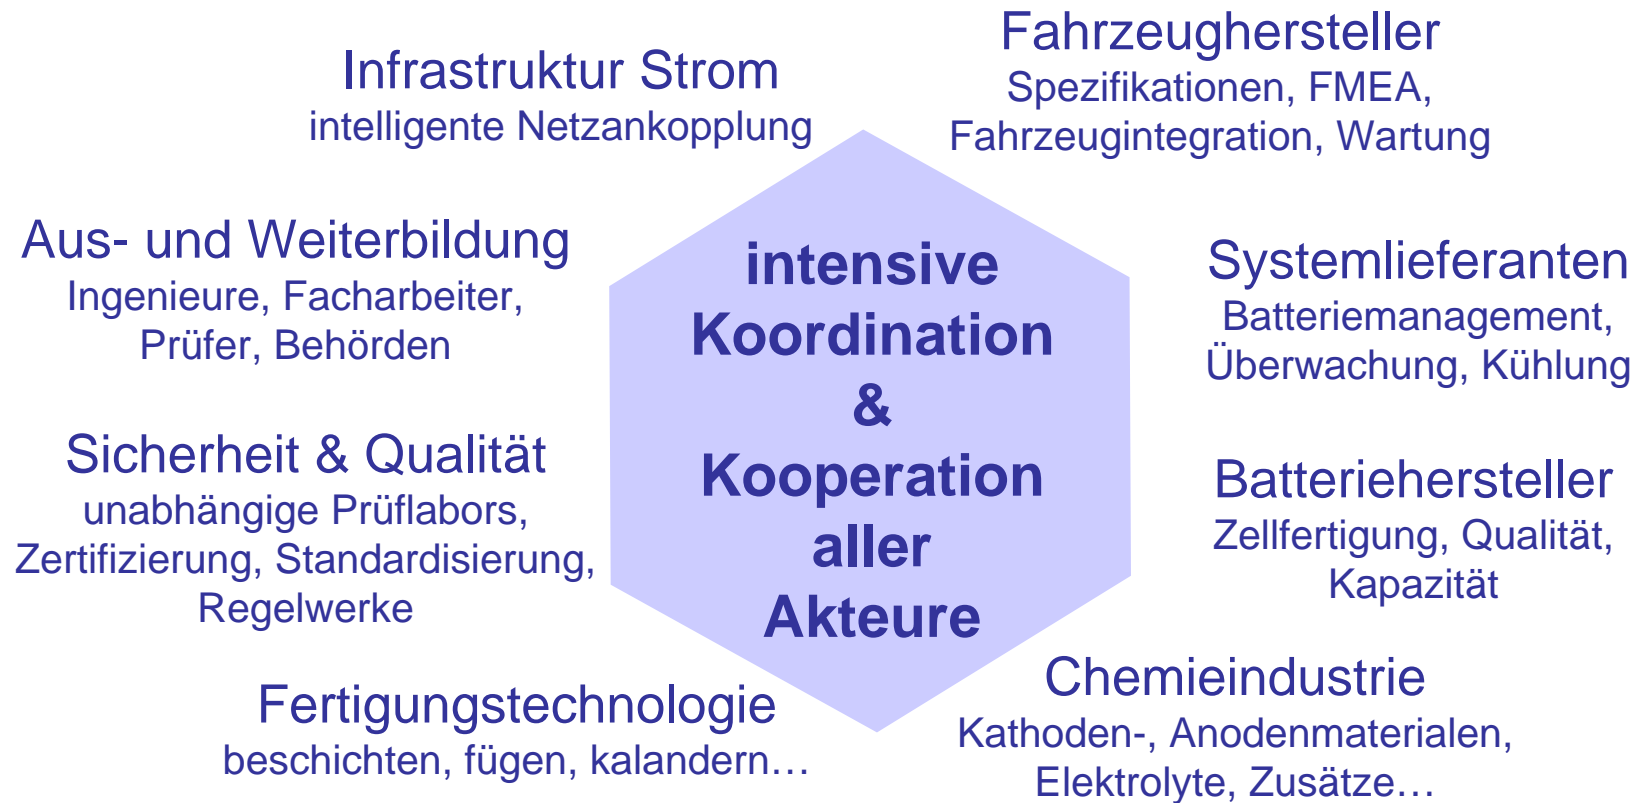 Infrastruktur Strom
intelligente Netzankopplung
Fahrzeughersteller
Spezifikationen, FMEA,
Fahrzeugintegration, Wartung
Aus- und Weiterbildung
Ingenieure, Facharbeiter,
Prüfer, Behörden
intensive
Koordination
&
Kooperation
aller
Akteure
Systemlieferanten
Batteriemanagement,
Überwachung, Kühlung
Sicherheit & Qualität
unabhängige Prüflabors,
Zertifizierung, Standardisierung,
Regelwerke
Batteriehersteller
Zellfertigung, Qualität,
Kapazität
Fertigungstechnologie
beschichten, fügen, kalandern…
Chemieindustrie
Kathoden-, Anodenmaterialen,
Elektrolyte, Zusätze…